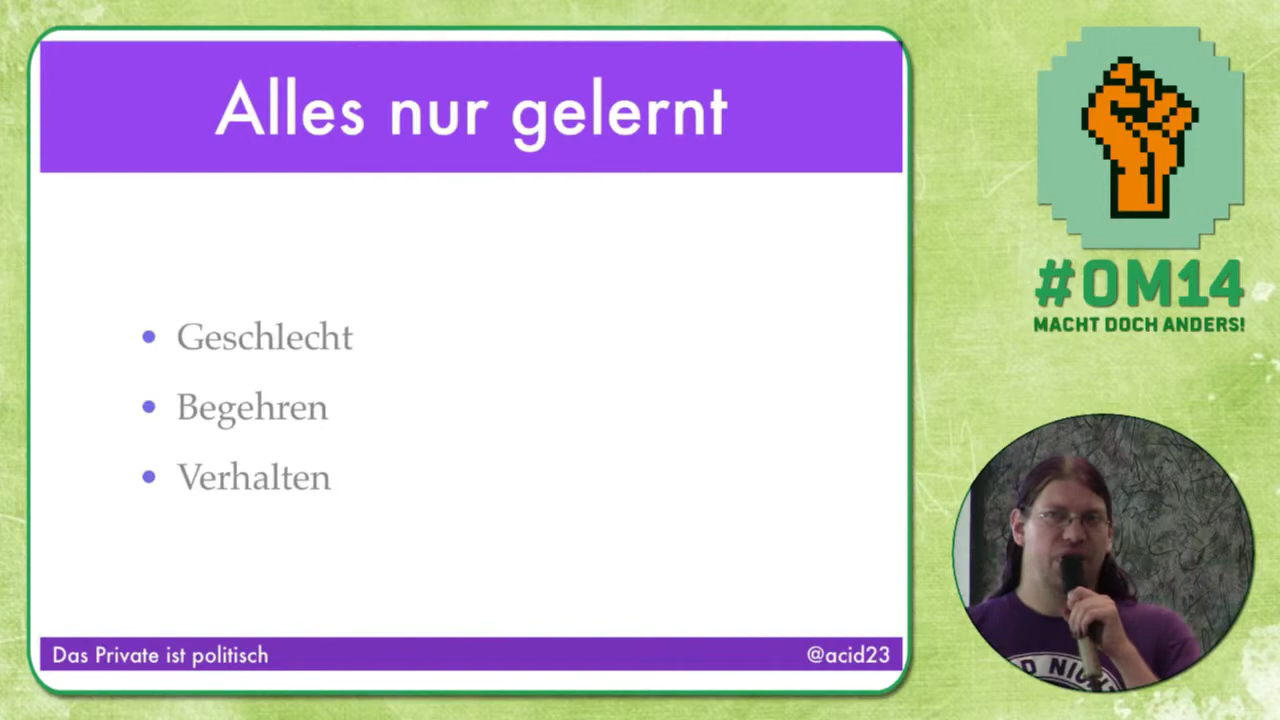 Alles nur gelernt
Geschlecht
Begehren
Verhalten
Das Private ist politisch
@acid23
#OM14
MACHT DOCH ANDERS!